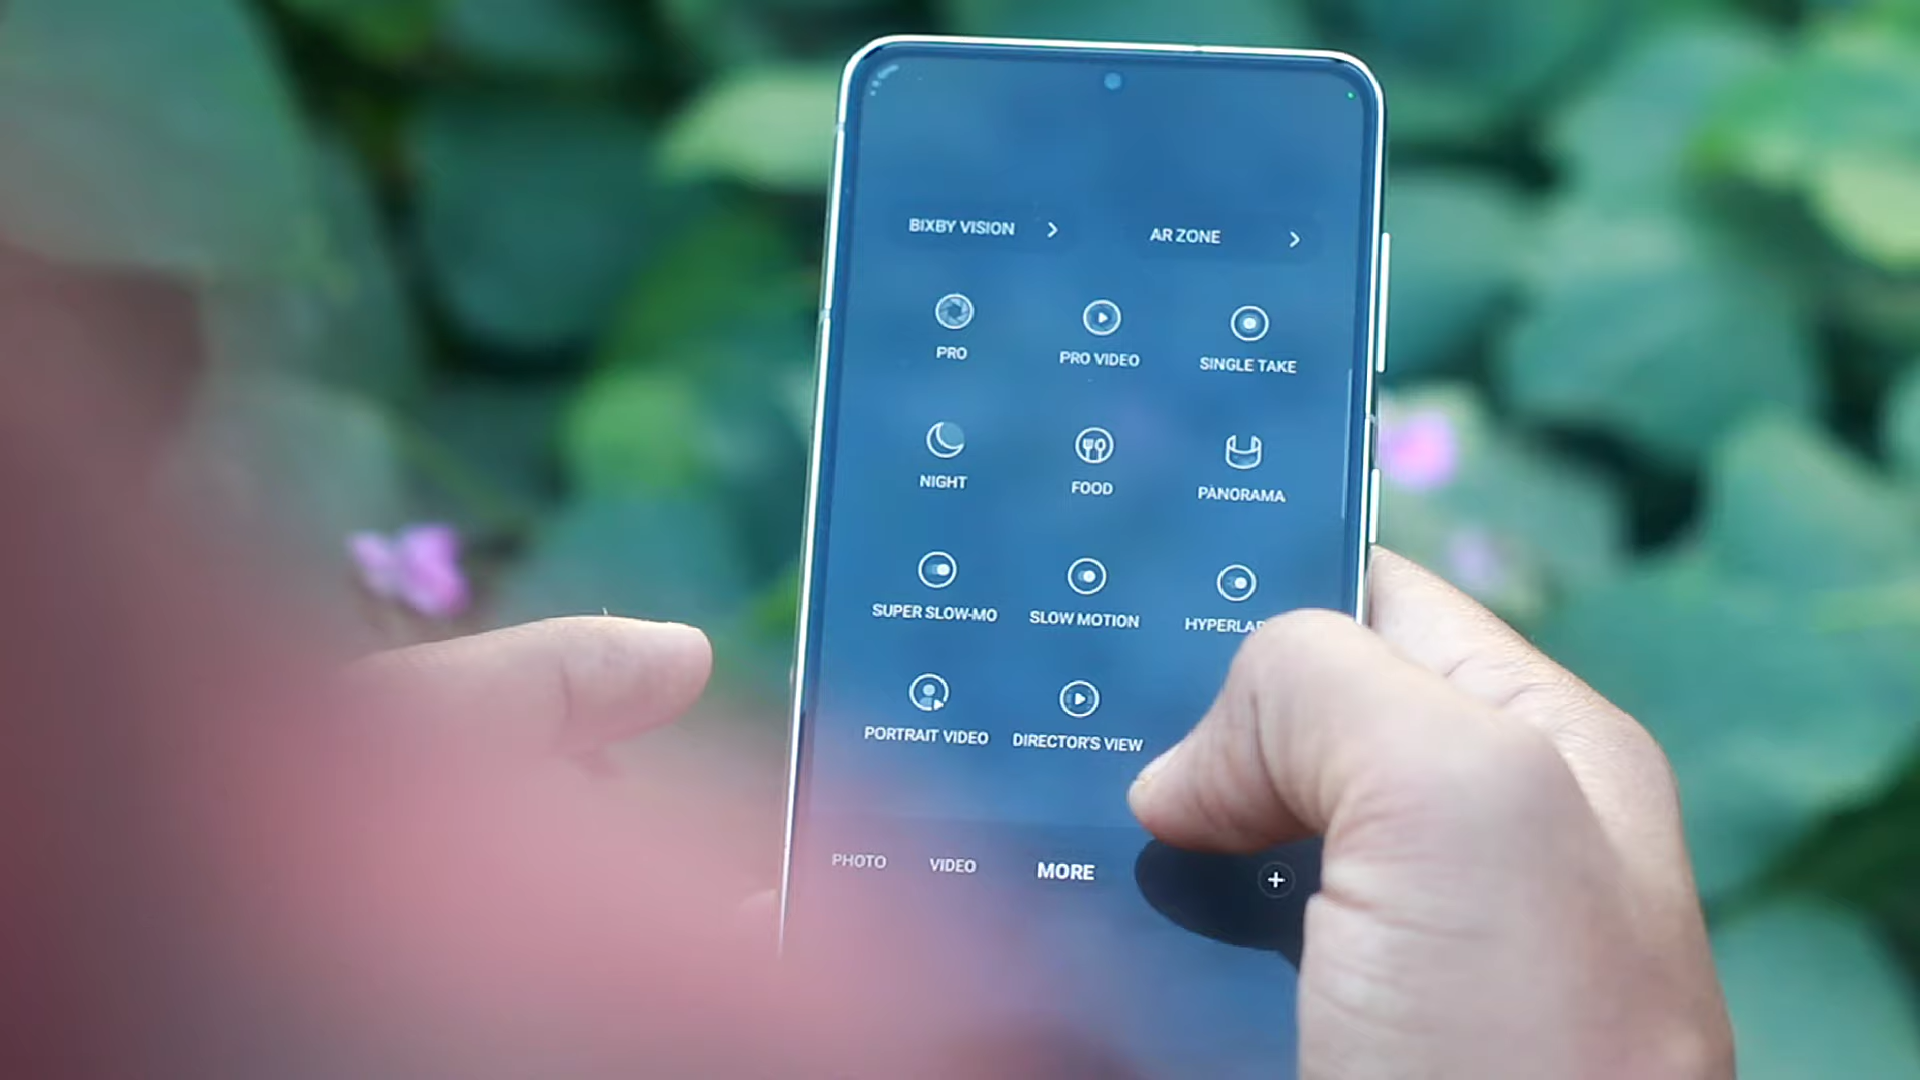 BIXBY VISION
AR ZONE
PRO
PRO VIDEO
SINGLE TAKE
NIGHT
FOOD
PANORAMA
SUPER SLOW-MO
SLOW MOTION
PORTRAIT VIDEO
DIRECTOR'S VIEW
PHOTO
VIDEO
MORE